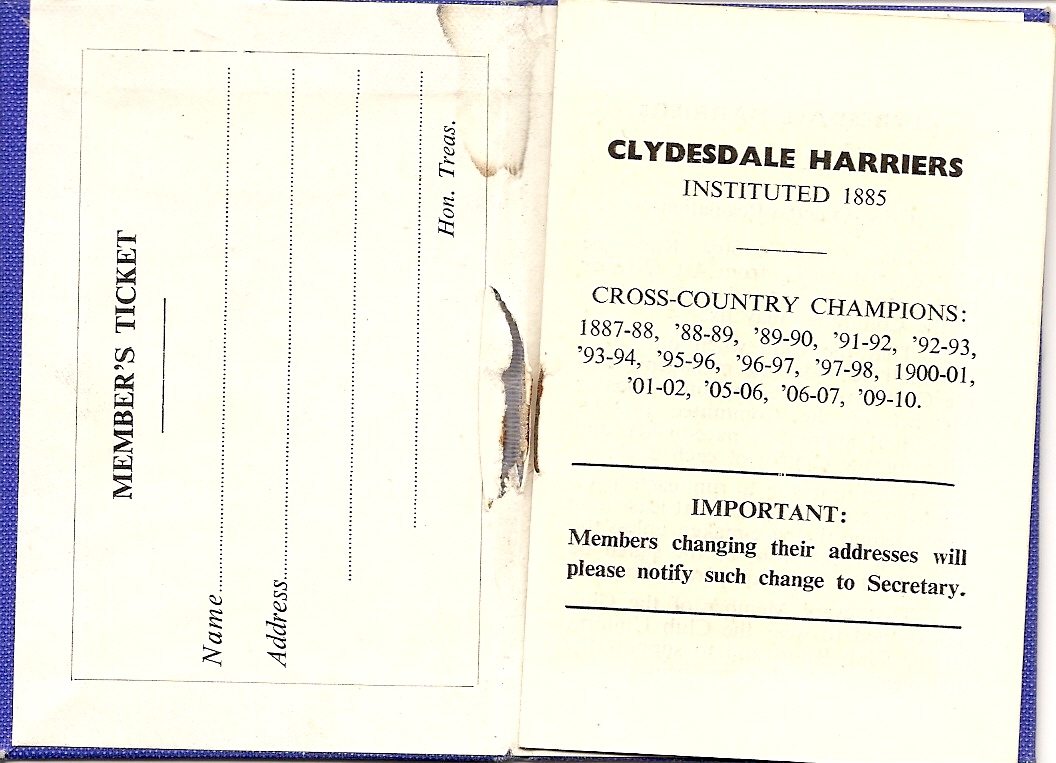 MEMBER'S TICKET
Name
Address
Hon. Treas.
CLYDESDALE HARRIERS
INSTITUTED 1885
CROSS-COUNTRY CHAMPIONS:
1887-88, '88-89, '89-90, '91-92, '92-93,
'93-94, '95-96, '96-97, '97-98, 1900-01,
'01-02, '05-06, '06-07, '09-10.
IMPORTANT:
Members changing their addresses will
please notify such change to Secretary.